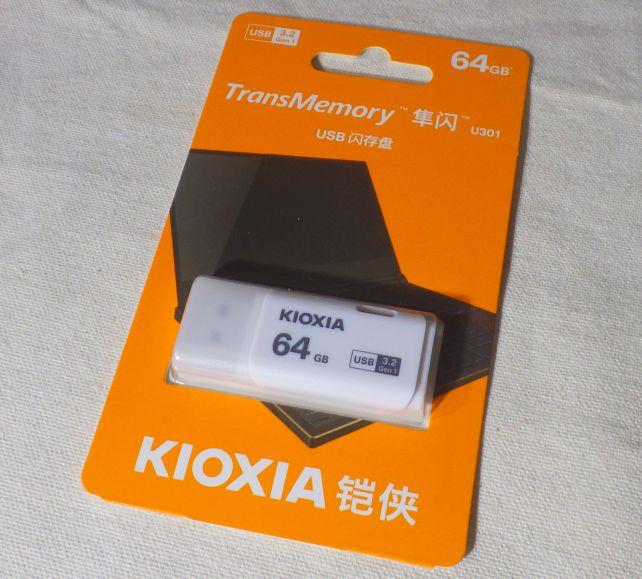 USB 3.2 Gen 1
64GB*
TransMemory™ 隼闪™ U301
USB 闪存盘
KIOXIA
64 GB
USB 3.2 Gen 1
KIOXIA 铠侠